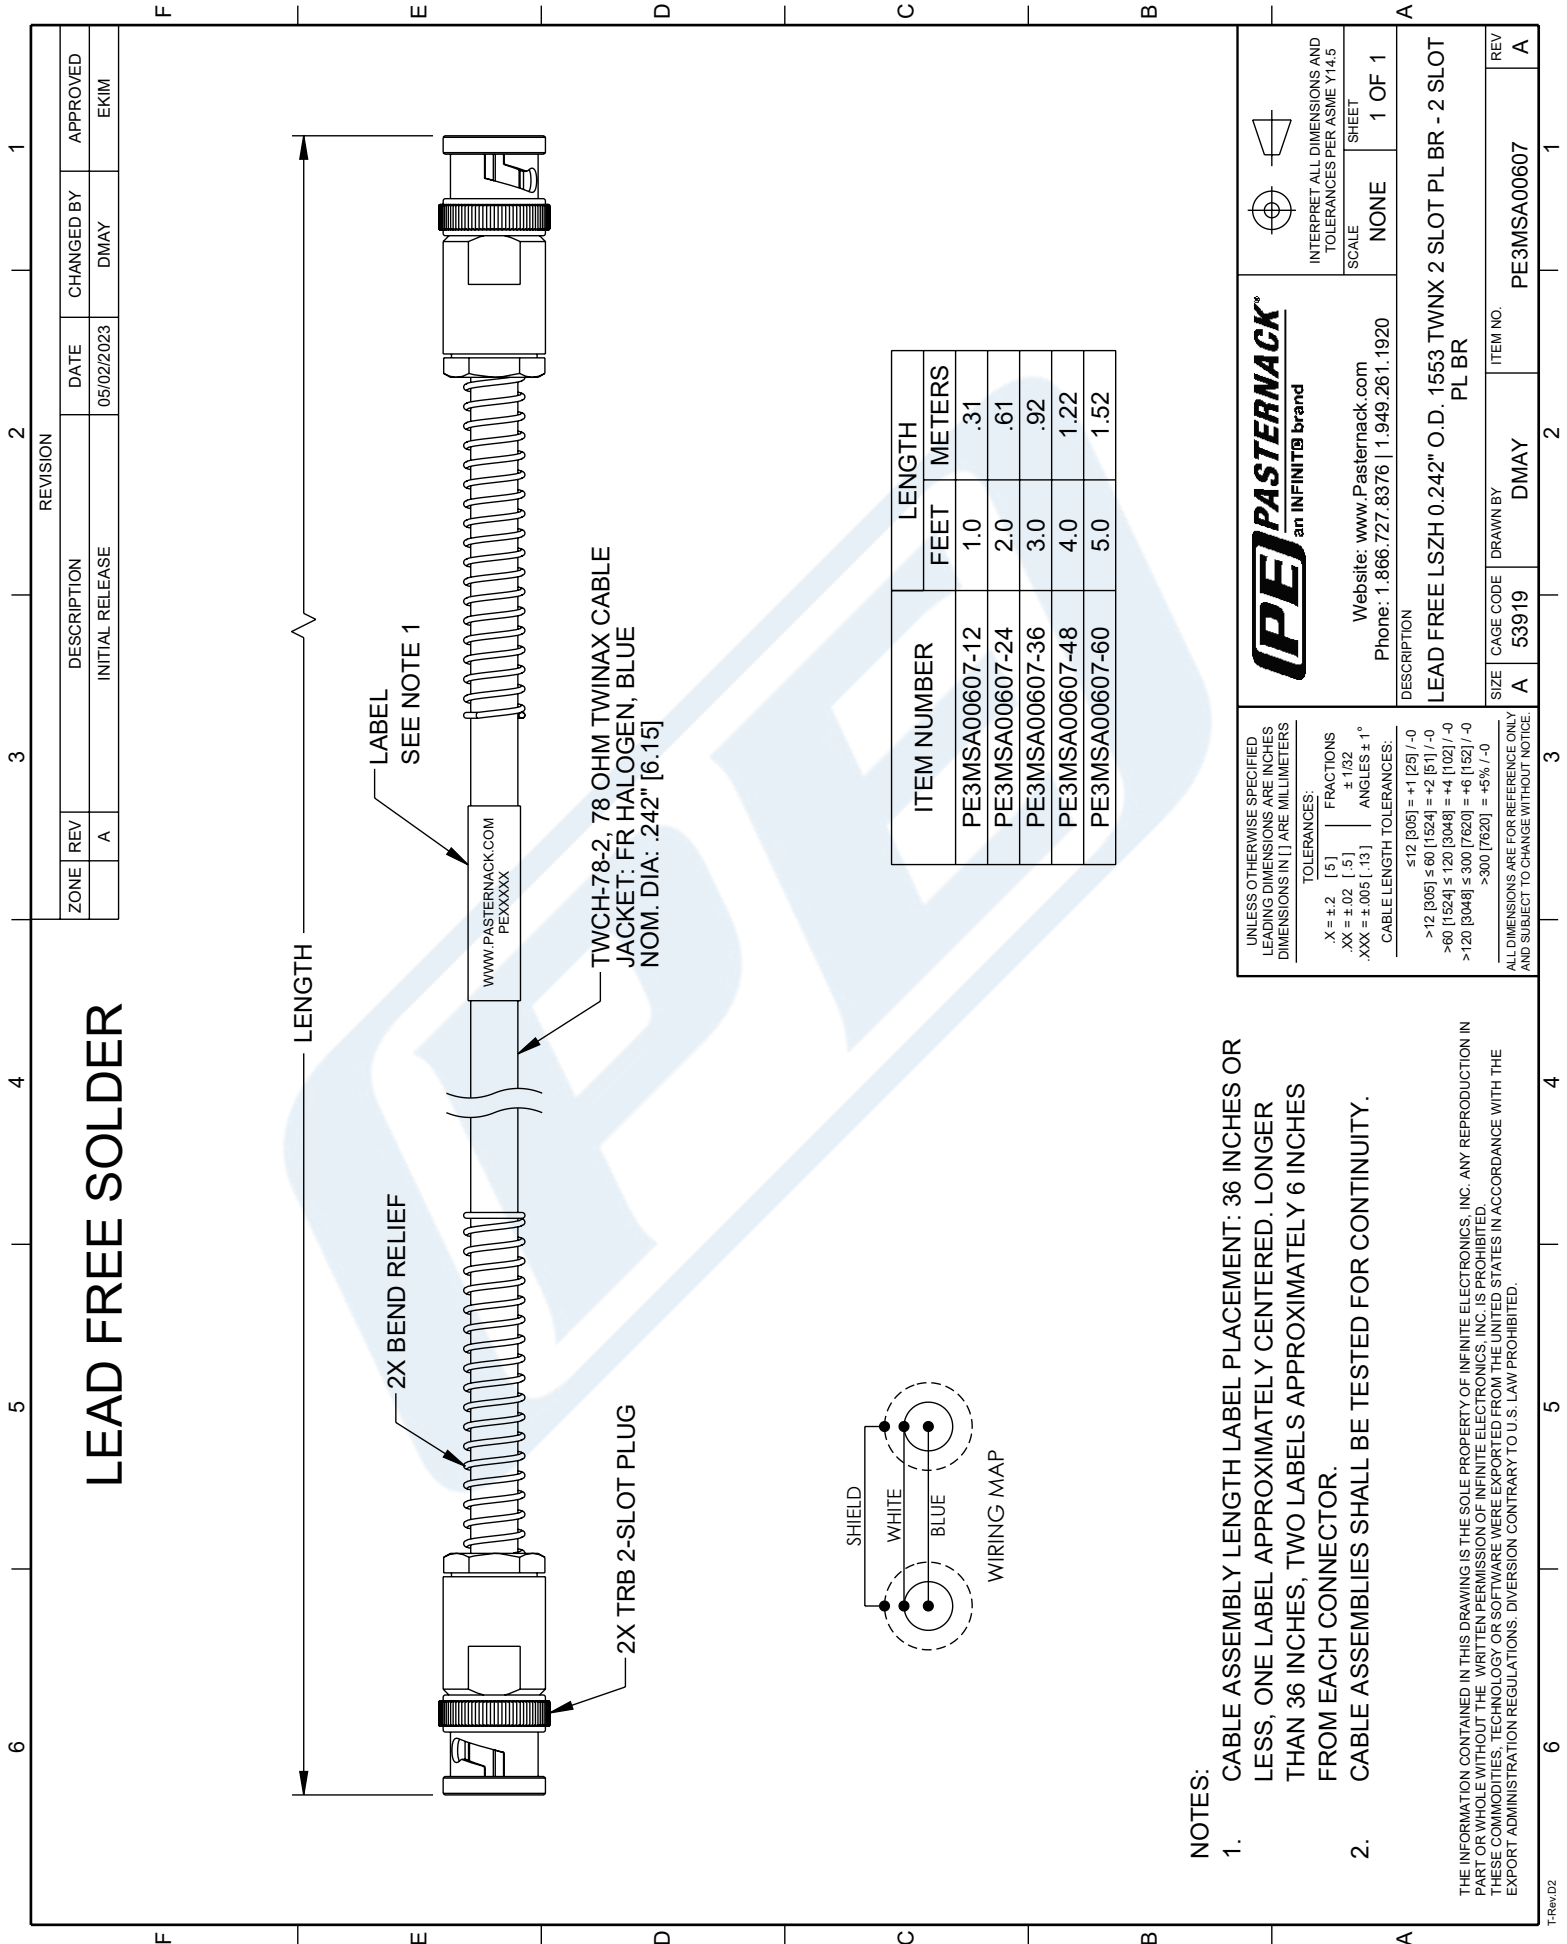 LEAD FREE SOLDER
REVISION
ZONE REV DESCRIPTION DATE CHANGED BY APPROVED
A INITIAL RELEASE 05/02/2023 DMAY EKIM
6 5 4 3 2 1
F
E
D
C
B
A
LENGTH
2X BEND RELIEF
LABEL
SEE NOTE 1
WWW.PASTERNACK.COM
PEXXXXX
2X TRB 2-SLOT PLUG
TWCH-78-2, 78 OHM TWINAX CABLE
JACKET: FR HALOGEN, BLUE
NOM. DIA: .242" [6.15]
SHIELD
WHITE
BLUE
WIRING MAP
ITEM NUMBER LENGTH
FEET METERS
PE3MSA00607-12 1.0 .31
PE3MSA00607-24 2.0 .61
PE3MSA00607-36 3.0 .92
PE3MSA00607-48 4.0 1.22
PE3MSA00607-60 5.0 1.52
PE
NOTES:
1. CABLE ASSEMBLY LENGTH LABEL PLACEMENT: 36 INCHES OR
LESS, ONE LABEL APPROXIMATELY CENTERED. LONGER
THAN 36 INCHES, TWO LABELS APPROXIMATELY 6 INCHES
FROM EACH CONNECTOR.
2. CABLE ASSEMBLIES SHALL BE TESTED FOR CONTINUITY.
THE INFORMATION CONTAINED IN THIS DRAWING IS THE SOLE PROPERTY OF INFINITE ELECTRONICS, INC. ANY REPRODUCTION IN
PART OR WHOLE WITHOUT THE WRITTEN PERMISSION OF INFINITE ELECTRONICS, INC. IS PROHIBITED.
THESE COMMODITIES, TECHNOLOGY OR SOFTWARE WERE EXPORTED FROM THE UNITED STATES IN ACCORDANCE WITH THE
EXPORT ADMINISTRATION REGULATIONS. DIVERSION CONTRARY TO U.S. LAW PROHIBITED.
UNLESS OTHERWISE SPECIFIED
LEADING DIMENSIONS ARE INCHES
DIMENSIONS IN [ ] ARE MILLIMETERS
TOLERANCES:
.X = ±.2 [5] FRACTIONS
.XX = ±.02 [.5] ± 1/32
.XXX = ±.005 [.13] ANGLES ± 1°
CABLE LENGTH TOLERANCES:
≤12 [305] = +1 [25] / -0
>12 [305] ≤ 60 [1524] = +2 [51] / -0
>60 [1524] ≤ 120 [3048] = +4 [102] / -0
>120 [3048] ≤ 300 [7620] = +6 [152] / -0
>300 [7620] = +5% / -0
ALL DIMENSIONS ARE FOR REFERENCE ONLY
AND SUBJECT TO CHANGE WITHOUT NOTICE.
PE PASTERNACK®
an INFINITE brand
Website: www.Pasternack.com
Phone: 1.866.727.8376 | 1.949.261.1920
INTERPRET ALL DIMENSIONS AND
TOLERANCES PER ASME Y14.5
SCALE NONE
SHEET 1 OF 1
DESCRIPTION
LEAD FREE LSZH 0.242" O.D. 1553 TWNX 2 SLOT PL BR - 2 SLOT
PL BR
SIZE A
CAGE CODE 53919
DRAWN BY DMAY
ITEM NO. PE3MSA00607
REV A
6 5 4 3 2 1
F
E
D
C
B
A
T-Rev.D2